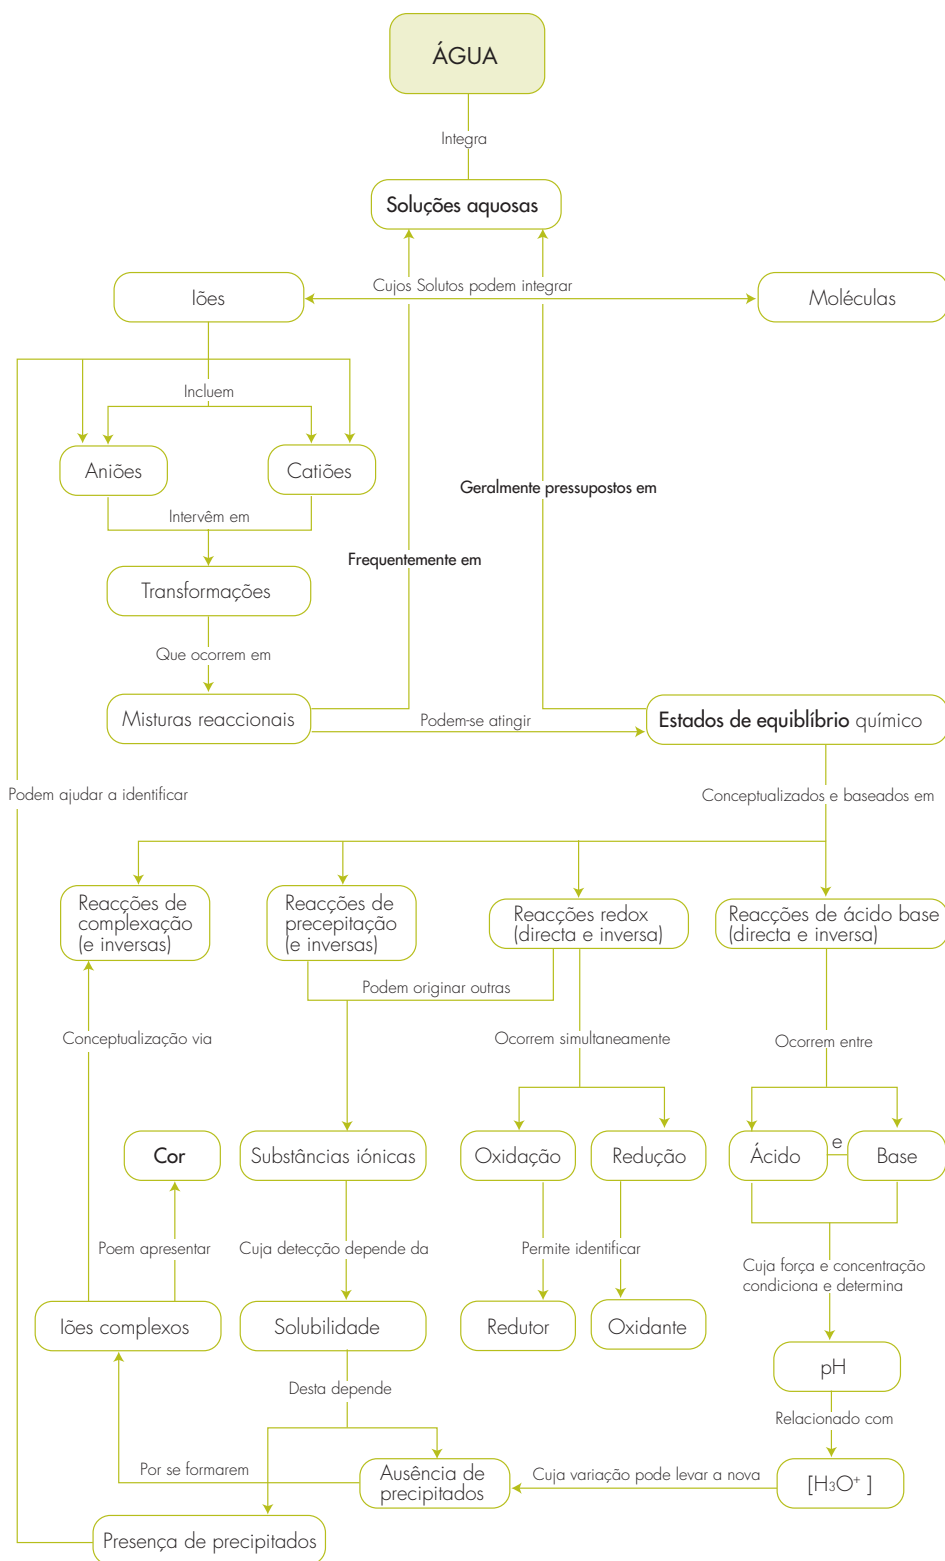 ÁGUA
Integra
Soluções aquosas
Cujos Solutos podem integrar
Iões
Moléculas
Incluem
Aniões
Catiões
Geralmente pressupostos em
Intervêm em
Frequentemente em
Transformações
Que ocorrem em
Misturas reaccionais
Podem-se atingir
Estados de equiblíbrio químico
Podem ajudar a identificar
Conceptualizados e baseados em
Reacções de
complexação
(e inversas)
Reacções de
precepitação
(e inversas)
Reacções redox
(directa e inversa)
Reacções de ácido base
(directa e inversa)
Podem originar outras
Conceptualização via
Ocorrem simultaneamente
Ocorrem entre
Cor
Substâncias iónicas
Oxidação
Redução
Ácido
e
Base
Poem apresentar
Cuja detecção depende da
Permite identificar
Cuja força e concentração
condiciona e determina
Iões complexos
Solubilidade
Redutor
Oxidante
pH
Desta depende
Relacionado com
Por se formarem
Ausência de
precipitados
Cuja variação pode levar a nova
[H₃O⁺ ]
Presença de precipitados